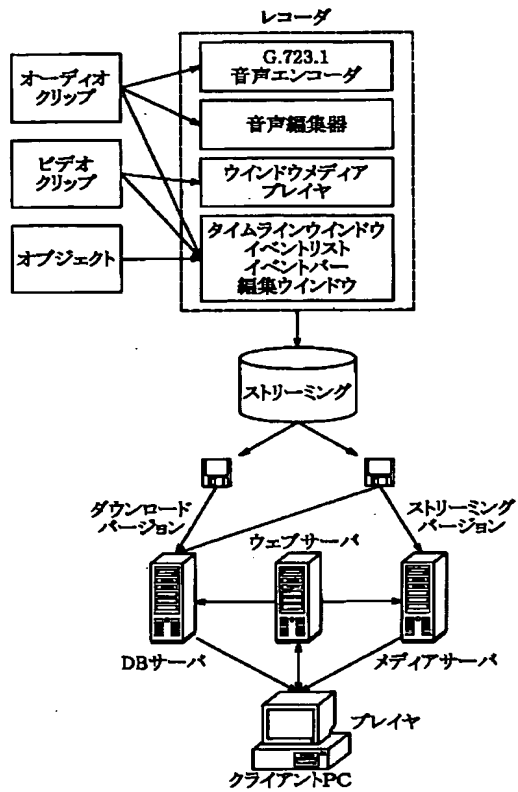 レコーダ
G.723.1
音声エンコーダ
オーディオ
クリップ
音声編集器
ビデオ
クリップ
ウインドウメディア
プレイヤ
タイムラインウインドウ
イベントリスト
イベントバー
編集ウインドウ
オブジェクト
ストリーミング
ダウンロード
バージョン
ストリーミング
バージョン
ウェブサーバ
DBサーバ
メディアサーバ
プレイヤ
クライアントPC